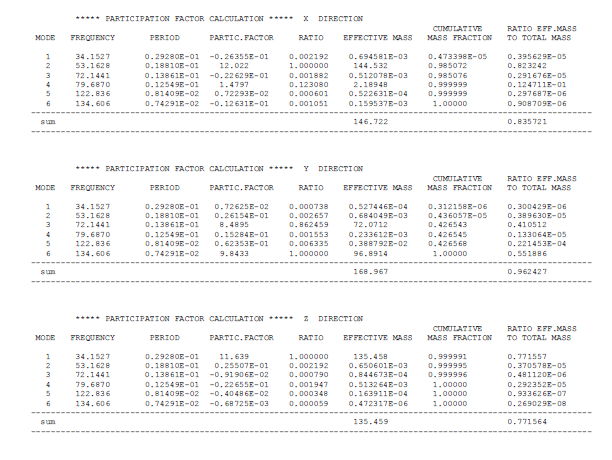 ***** PARTICIPATION FACTOR CALCULATION ***** X DIRECTION
CUMULATIVE RATIO EFF.MASS
MODE FREQUENCY PERIOD PARTIC.FACTOR RATIO EFFECTIVE MASS MASS FRACTION TO TOTAL MASS
1 34.1527 0.29280E-01 -0.26355E-01 0.002192 0.694581E-03 0.473398E-05 0.395629E-05
2 53.1628 0.18810E-01 12.022 1.000000 144.532 0.985072 0.823242
3 72.1441 0.13861E-01 -0.22629E-01 0.001882 0.512078E-03 0.985076 0.291676E-05
4 79.6870 0.12549E-01 1.4797 0.123080 2.18948 0.999999 0.124711E-01
5 122.836 0.81409E-02 0.72293E-02 0.000601 0.522631E-04 0.999999 0.297687E-06
6 134.606 0.74291E-02 -0.12631E-01 0.001051 0.159537E-03 1.00000 0.908709E-06
sum 146.722 0.835721
***** PARTICIPATION FACTOR CALCULATION ***** Y DIRECTION
CUMULATIVE RATIO EFF.MASS
MODE FREQUENCY PERIOD PARTIC.FACTOR RATIO EFFECTIVE MASS MASS FRACTION TO TOTAL MASS
1 34.1527 0.29280E-01 0.72625E-02 0.000738 0.527446E-04 0.312158E-06 0.300429E-06
2 53.1628 0.18810E-01 0.26154E-01 0.002657 0.684049E-03 0.436057E-05 0.389630E-05
3 72.1441 0.13861E-01 8.4895 0.862459 72.0712 0.426543 0.410512
4 79.6870 0.12549E-01 0.15284E-01 0.001553 0.233612E-03 0.426545 0.133064E-05
5 122.836 0.81409E-02 0.62353E-01 0.006335 0.388792E-02 0.426568 0.221453E-04
6 134.606 0.74291E-02 9.8433 1.000000 96.8914 1.00000 0.551886
sum 168.967 0.962427
***** PARTICIPATION FACTOR CALCULATION ***** Z DIRECTION
CUMULATIVE RATIO EFF.MASS
MODE FREQUENCY PERIOD PARTIC.FACTOR RATIO EFFECTIVE MASS MASS FRACTION TO TOTAL MASS
1 34.1527 0.29280E-01 11.639 1.000000 135.458 0.999991 0.771557
2 53.1628 0.18810E-01 0.25507E-01 0.002192 0.650601E-03 0.999995 0.370578E-05
3 72.1441 0.13861E-01 -0.91906E-02 0.000790 0.844673E-04 0.999996 0.481120E-06
4 79.6870 0.12549E-01 -0.22655E-01 0.001947 0.513264E-03 1.00000 0.292352E-05
5 122.836 0.81409E-02 -0.40486E-02 0.000348 0.163911E-04 1.00000 0.933626E-07
6 134.606 0.74291E-02 -0.68725E-03 0.000059 0.472317E-06 1.00000 0.269029E-08
sum 135.459 0.771564